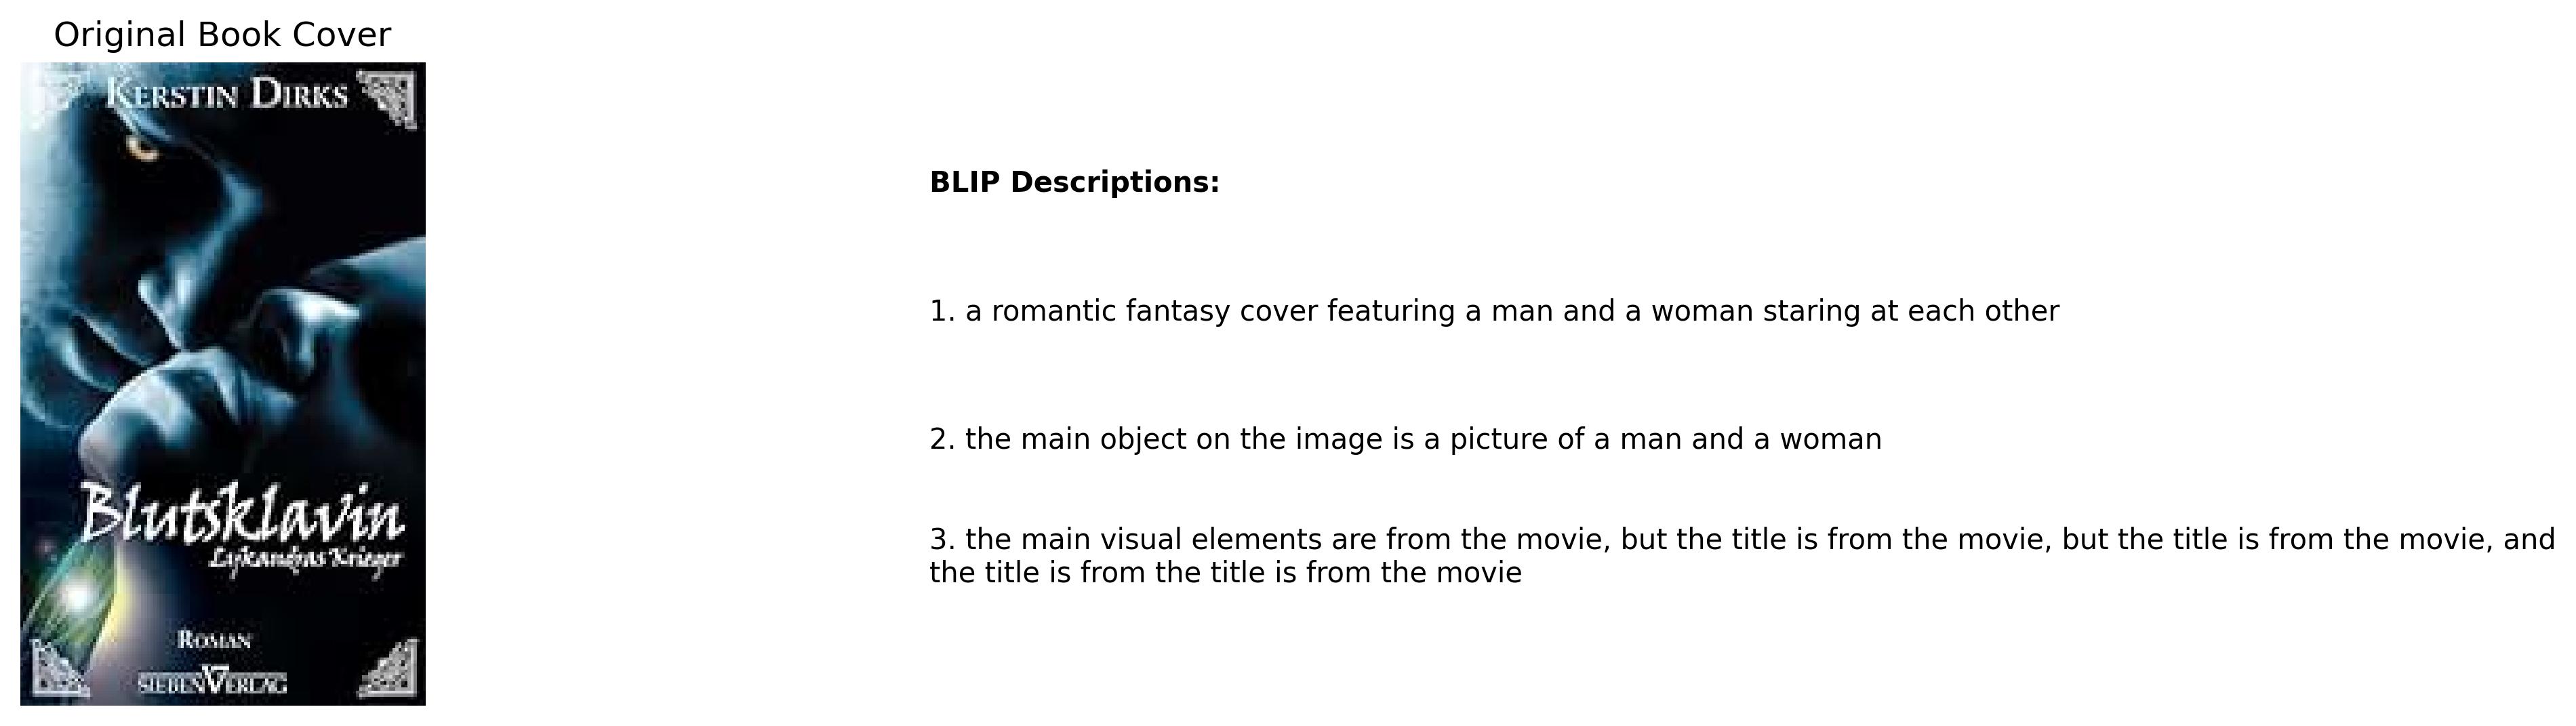 Original Book Cover
KERSTIN DIRKS
Blutsklavin
Lykandras Krieger
ROMAN
SIEBEN VERLAG
BLIP Descriptions:
1. a romantic fantasy cover featuring a man and a woman staring at each other
2. the main object on the image is a picture of a man and a woman
3. the main visual elements are from the movie, but the title is from the movie, but the title is from the movie, and
the title is from the title is from the movie